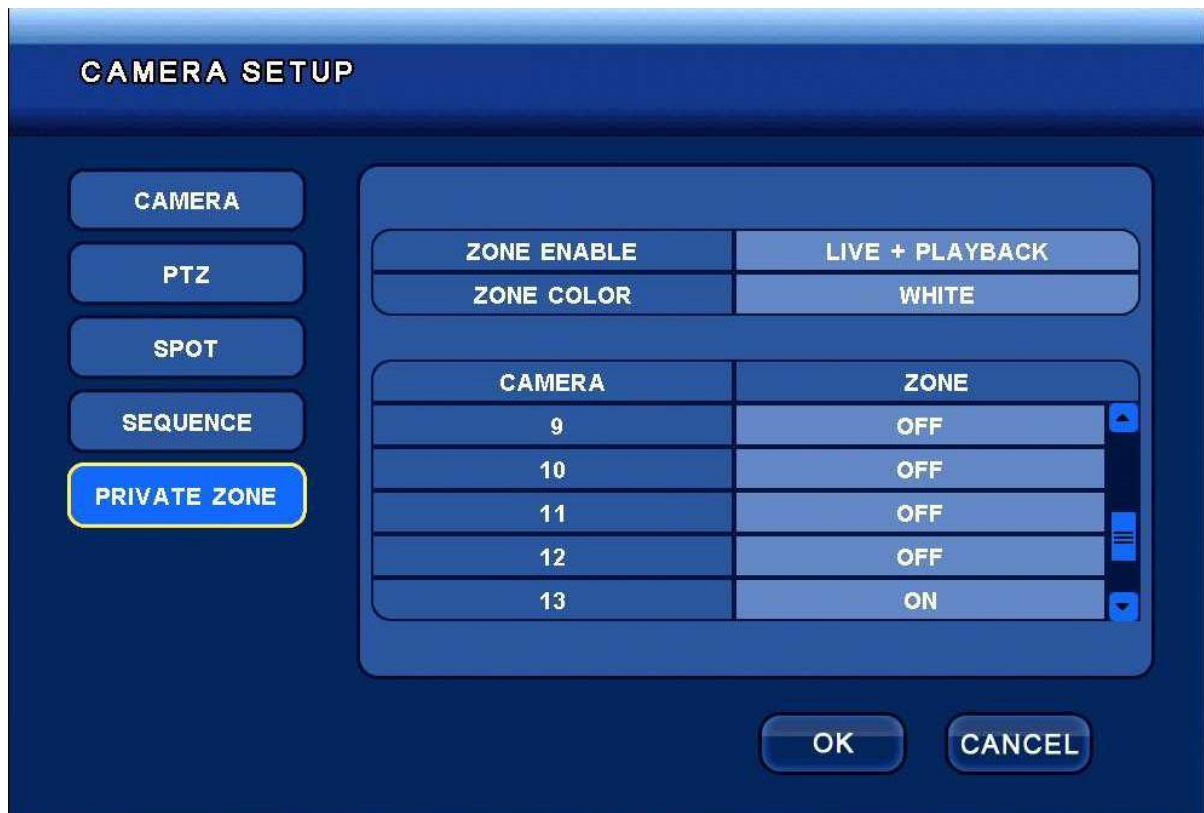 CAMERA SETUP
CAMERA
PTZ
SPOT
SEQUENCE
PRIVATE ZONE
ZONE ENABLE LIVE + PLAYBACK
ZONE COLOR WHITE
CAMERA ZONE
9 OFF
10 OFF
11 OFF
12 OFF
13 ON
OK CANCEL